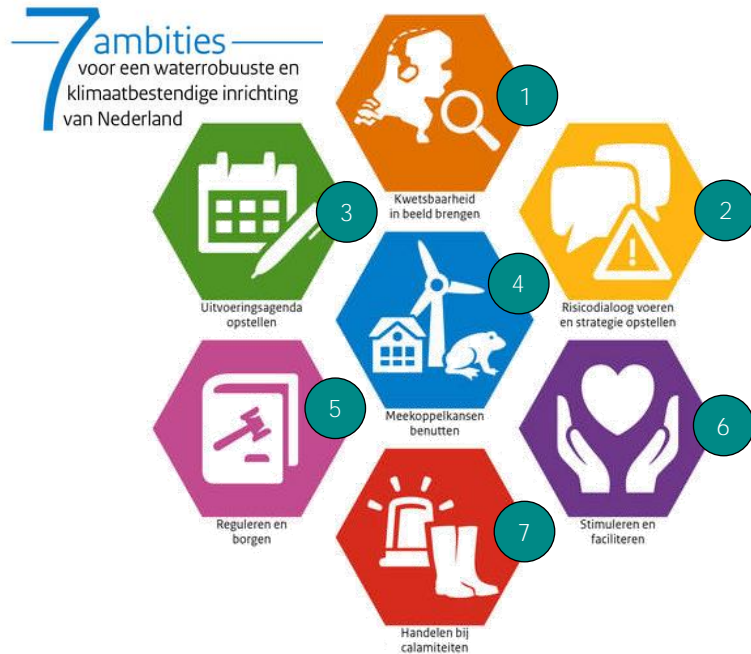 7 ambities
voor een waterrobuuste en
klimaatbestendige inrichting
van Nederland
1
Kwetsbaarheid
in beeld brengen
2
Risicodialoog voeren
en strategie opstellen
3
Uitvoeringsagenda
opstellen
4
Meekoppelkansen
benutten
5
Reguleren en
borgen
6
Stimuleren en
faciliteren
7
Handelen bij
calamiteiten